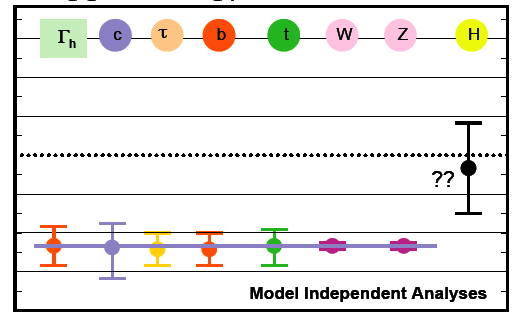 Γh c τ b t W Z H
??
Model Independent Analyses